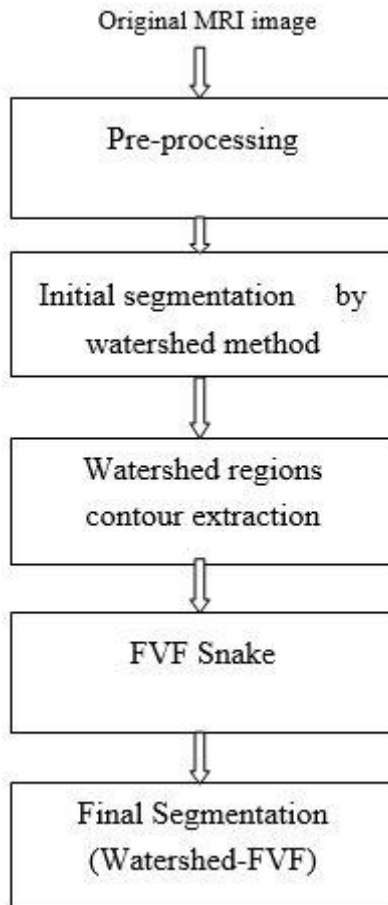 Original MRI image
Pre-processing
Initial segmentation by
watershed method
Watershed regions
contour extraction
FVF Snake
Final Segmentation
(Watershed-FVF)